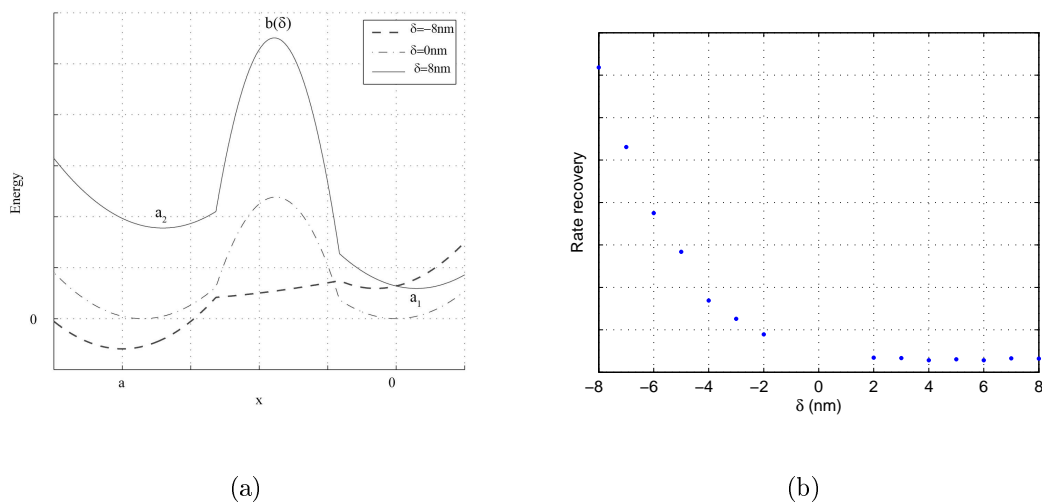 b(δ)
δ=−8nm
δ=0nm
δ=8nm
Energy
a₂
a₁
0
a
0
x
Rate recovery
−8 −6 −4 −2 0 2 4 6 8
δ (nm)
(a)
(b)